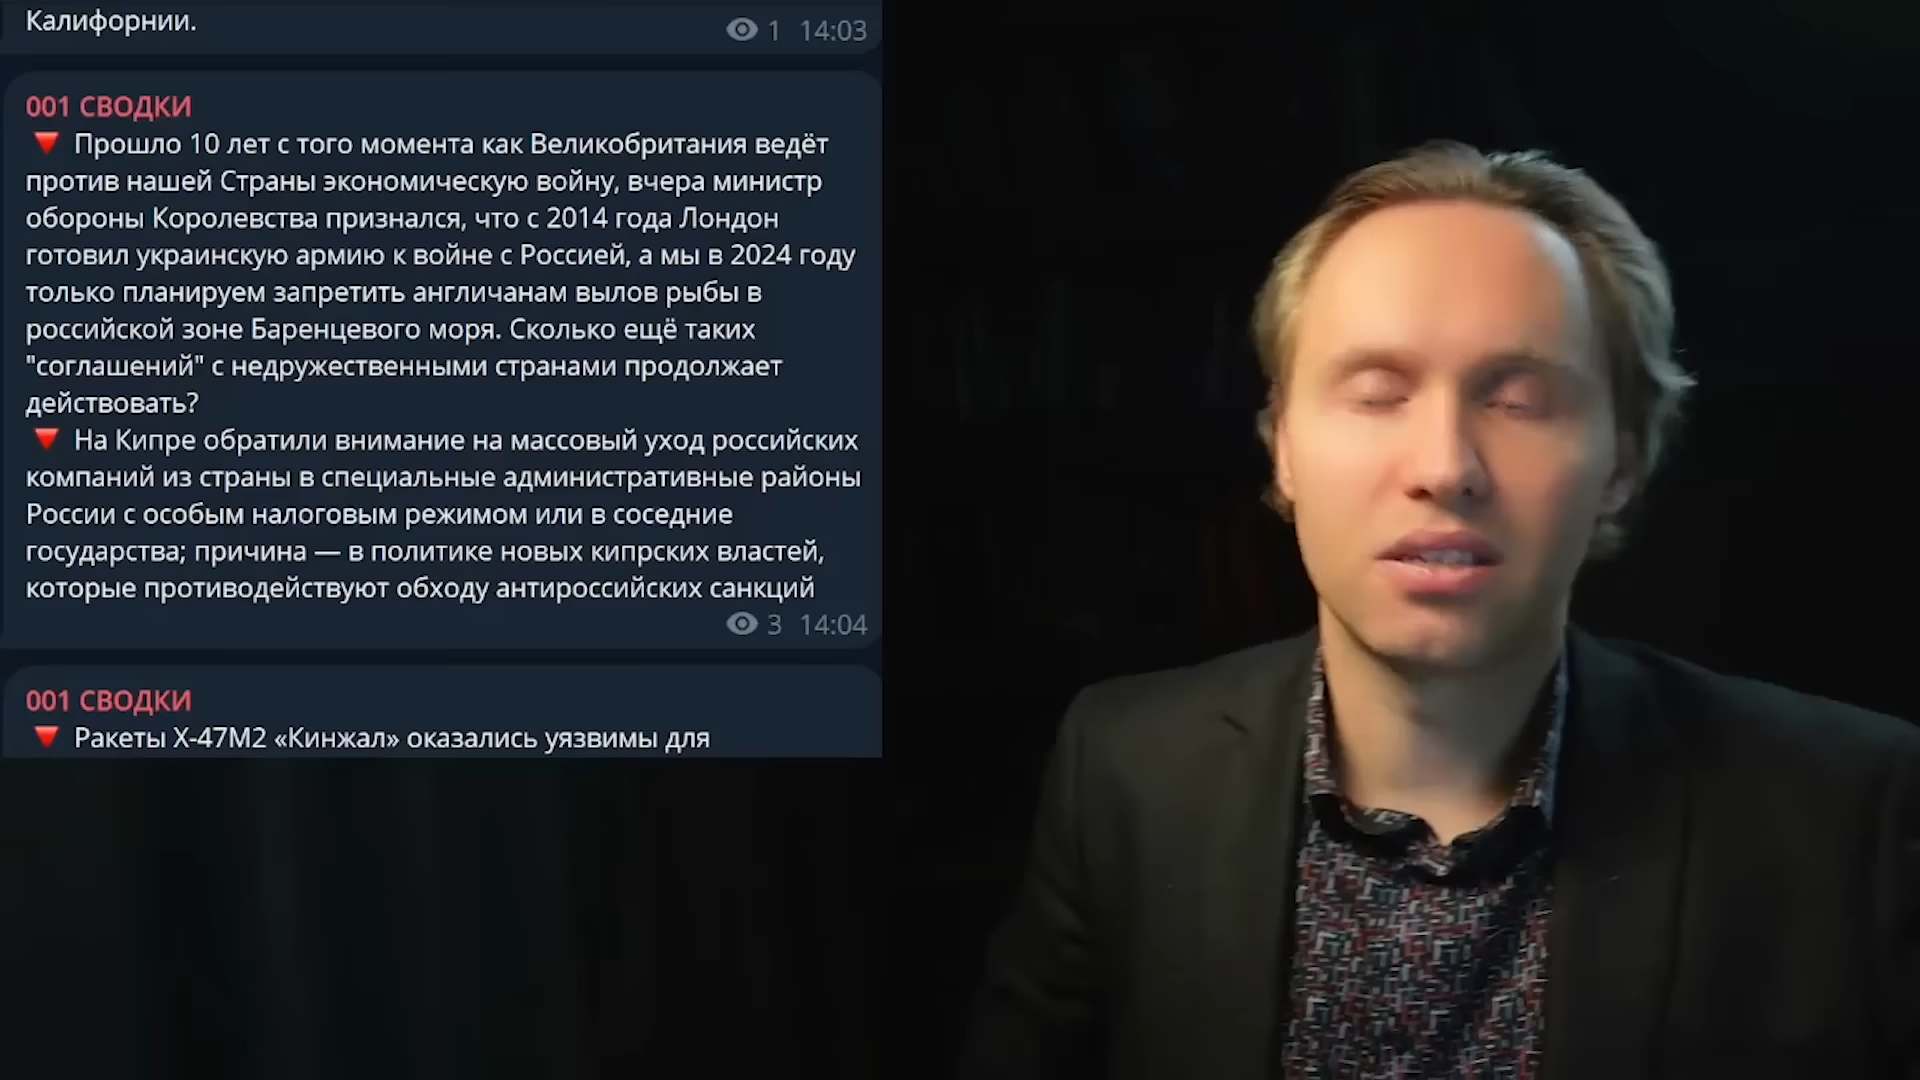 Калифорнии.
1 14:03
001 СВОДКИ
Прошло 10 лет с того момента как Великобритания ведёт
против нашей Страны экономическую войну, вчера министр
обороны Королевства признался, что с 2014 года Лондон
готовил украинскую армию к войне с Россией, а мы в 2024 году
только планируем запретить англичанам вылов рыбы в
российской зоне Баренцевого моря. Сколько ещё таких
"соглашений" с недружественными странами продолжает
действовать?
На Кипре обратили внимание на массовый уход российских
компаний из страны в специальные административные районы
России с особым налоговым режимом или в соседние
государства; причина — в политике новых кипрских властей,
которые противодействуют обходу антироссийских санкций
3 14:04
001 СВОДКИ
Ракеты Х-47М2 «Кинжал» оказались уязвимы для